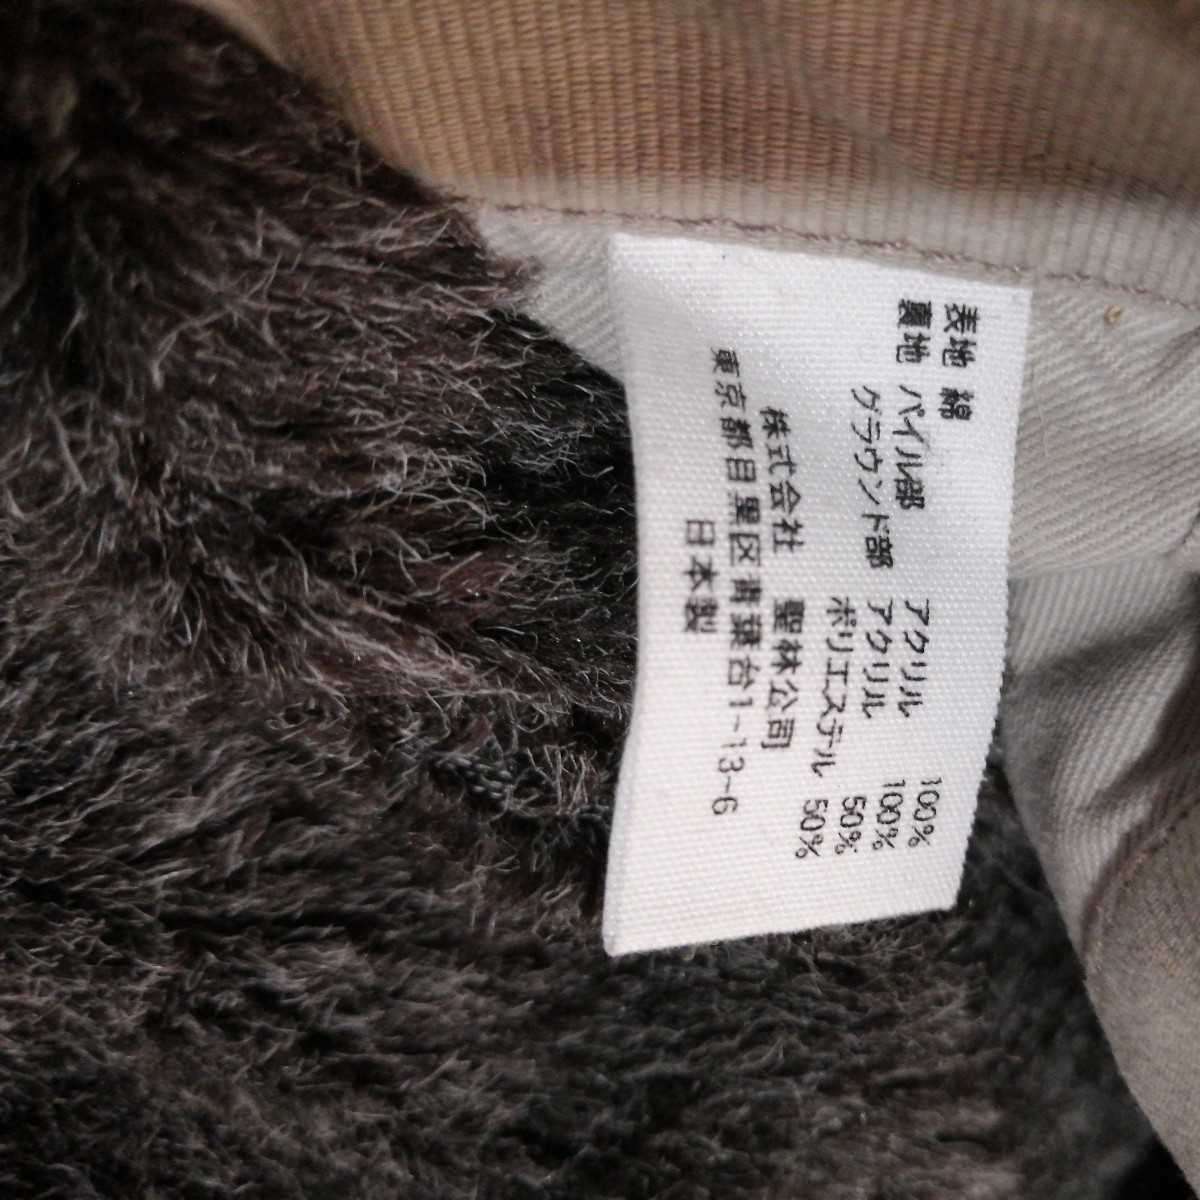 表地 綿 100%
裏地 パイル部 アクリル 100%
グラウンド部 アクリル 50%
ポリエステル 50%
株式会社 聖林公司
東京都目黒区青葉台1-13-6
日本製